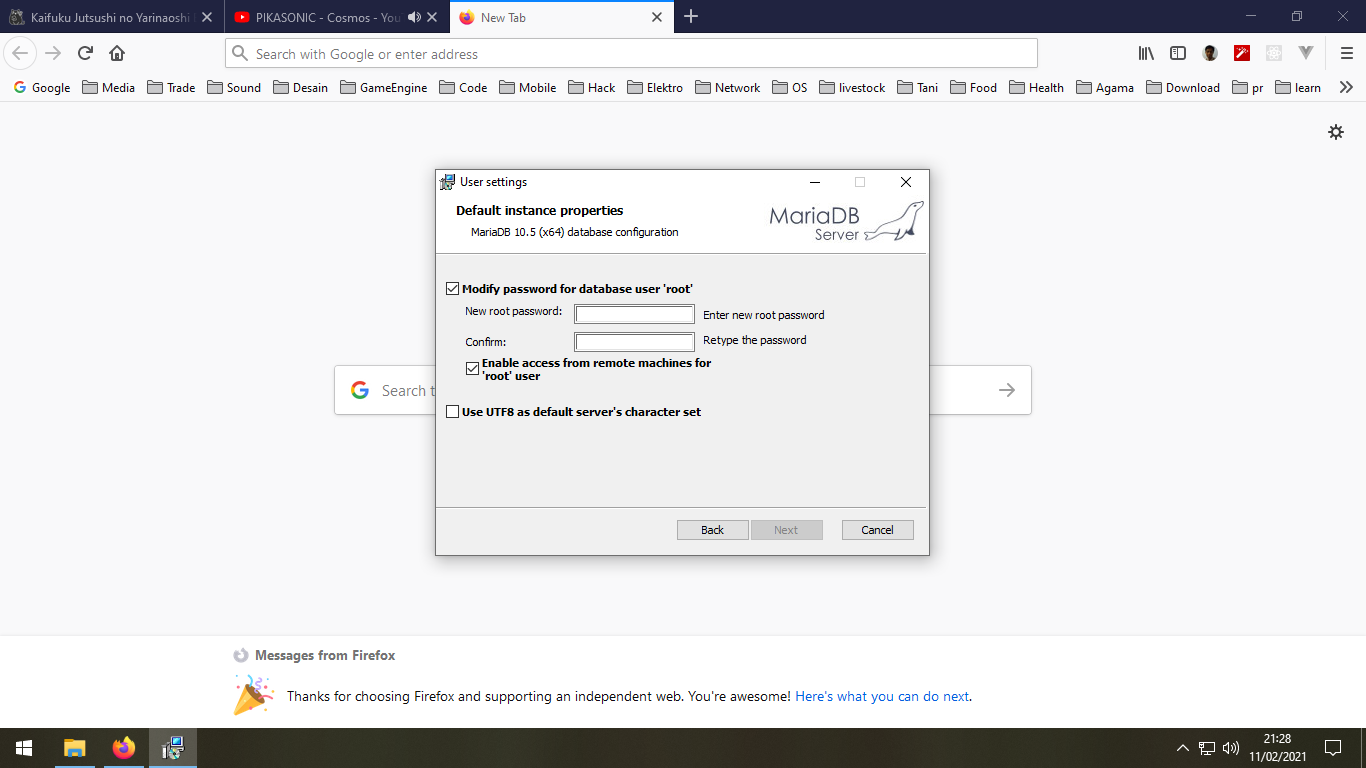 Kaifuku Jutsushi no Yarinaoshi
PIKASONIC - Cosmos - You
New Tab
Search with Google or enter address
Google Media Trade Sound Desain GameEngine Code Mobile Hack Elektro Network OS livestock Tani Food Health Agama Download pr learn
User settings
Default instance properties
MariaDB 10.5 (x64) database configuration
MariaDB
Server
Modify password for database user 'root'
New root password:
Enter new root password
Confirm:
Retype the password
Enable access from remote machines for
'root' user
Search t
Use UTF8 as default server's character set
Back Next Cancel
Messages from Firefox
Thanks for choosing Firefox and supporting an independent web. You're awesome! Here's what you can do next.
21:28
11/02/2021